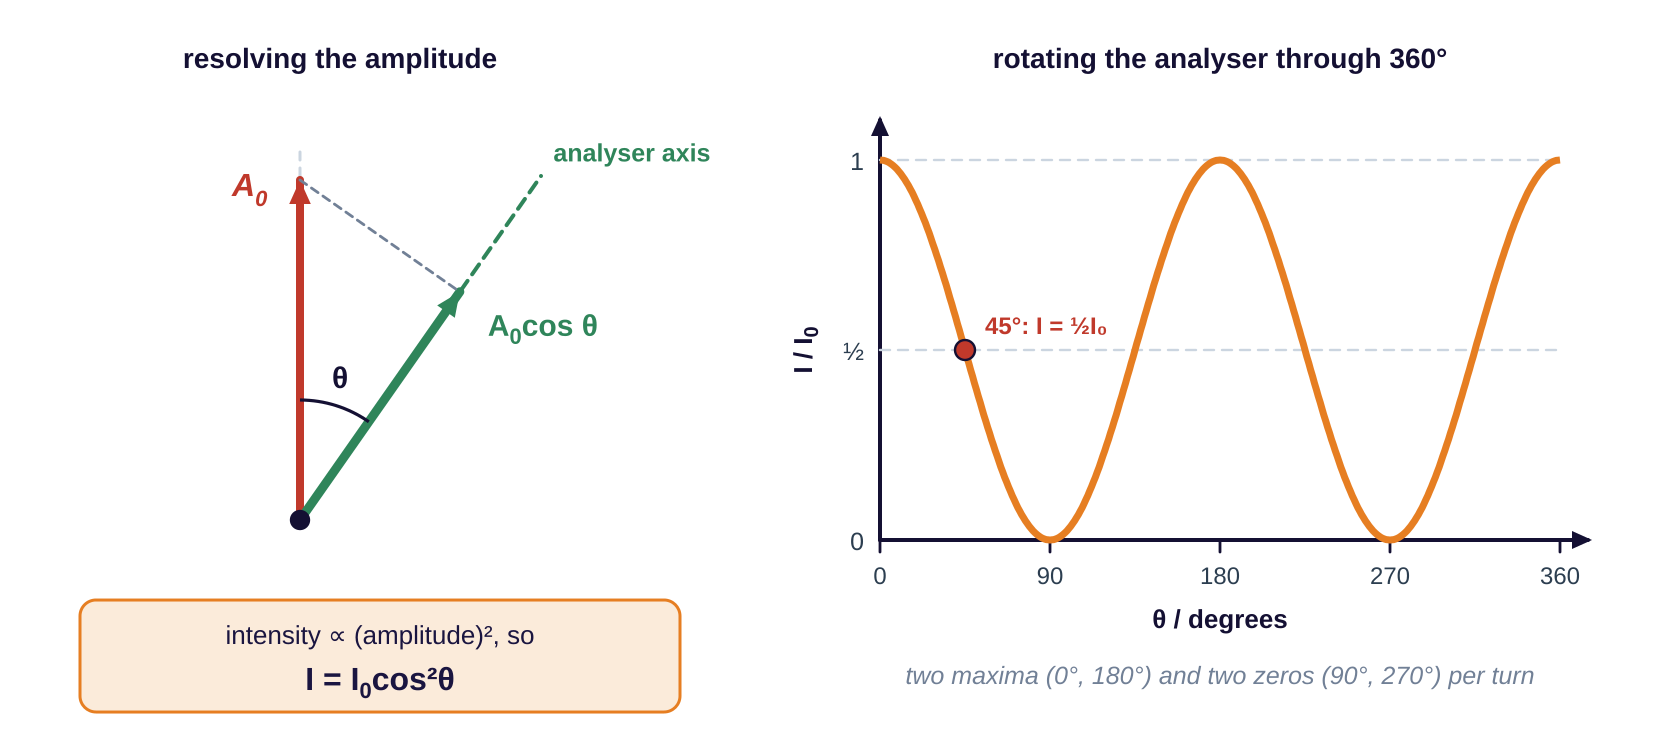 resolving the amplitude
analyser axis
A₀
A₀cos θ
θ
intensity ∝ (amplitude)², so
I = I₀cos²θ
rotating the analyser through 360°
I / I₀
1
½
0
45°: I = ½I₀
0 90 180 270 360
θ / degrees
two maxima (0°, 180°) and two zeros (90°, 270°) per turn